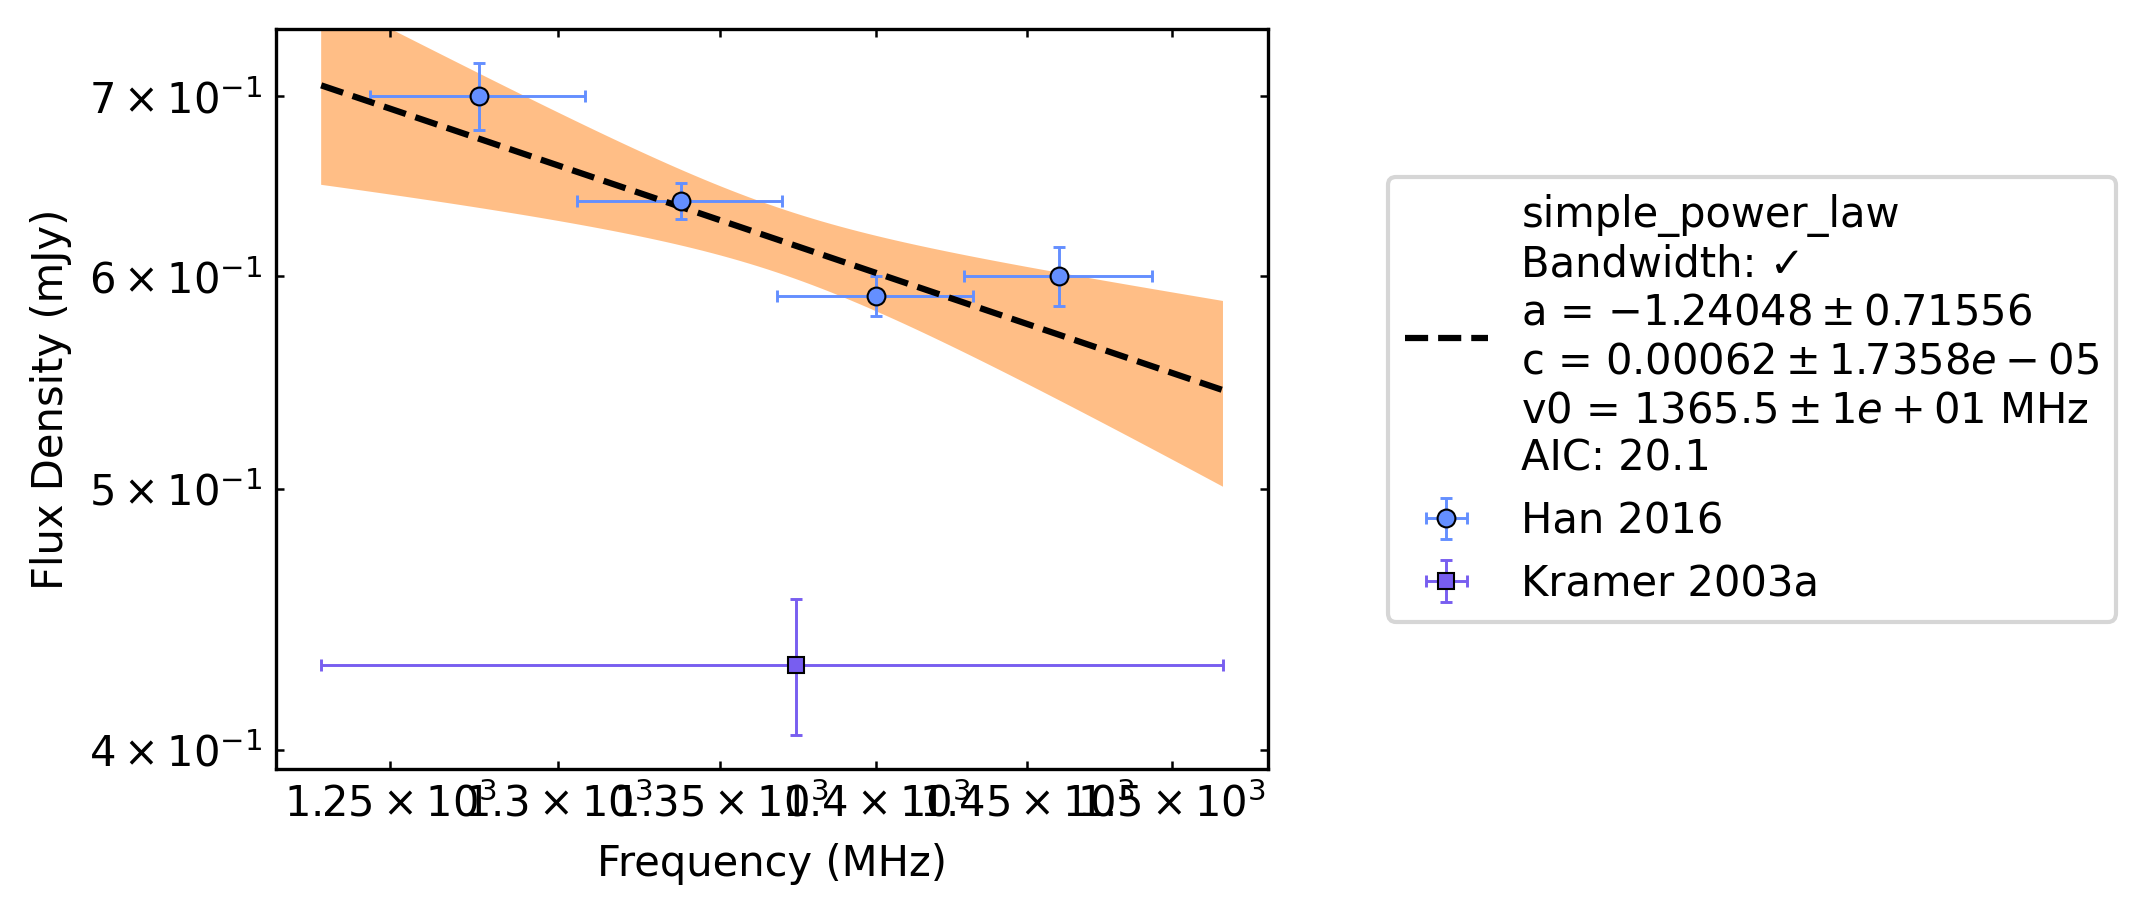 7 × 10⁻¹
6 × 10⁻¹
5 × 10⁻¹
4 × 10⁻¹
Flux Density (mJy)
1.25 × 10³
1.3 × 10³
1.35 × 10³
1.4 × 10³
1.45 × 10³
1.5 × 10³
Frequency (MHz)
simple_power_law
Bandwidth: ✓
a = −1.24048 ± 0.71556
c = 0.00062 ± 1.7358e − 05
v0 = 1365.5 ± 1e + 01 MHz
AIC: 20.1
Han 2016
Kramer 2003a